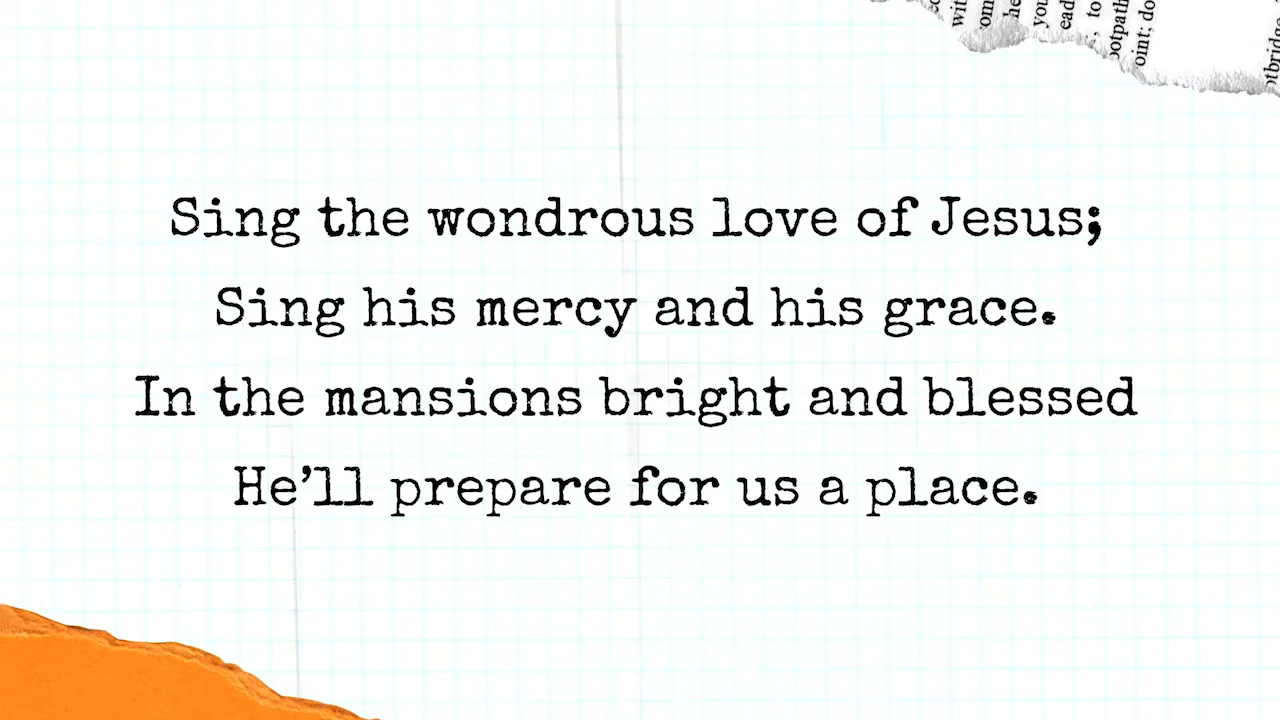 Sing the wondrous love of Jesus;
Sing his mercy and his grace.
In the mansions bright and blessed
He’ll prepare for us a place.